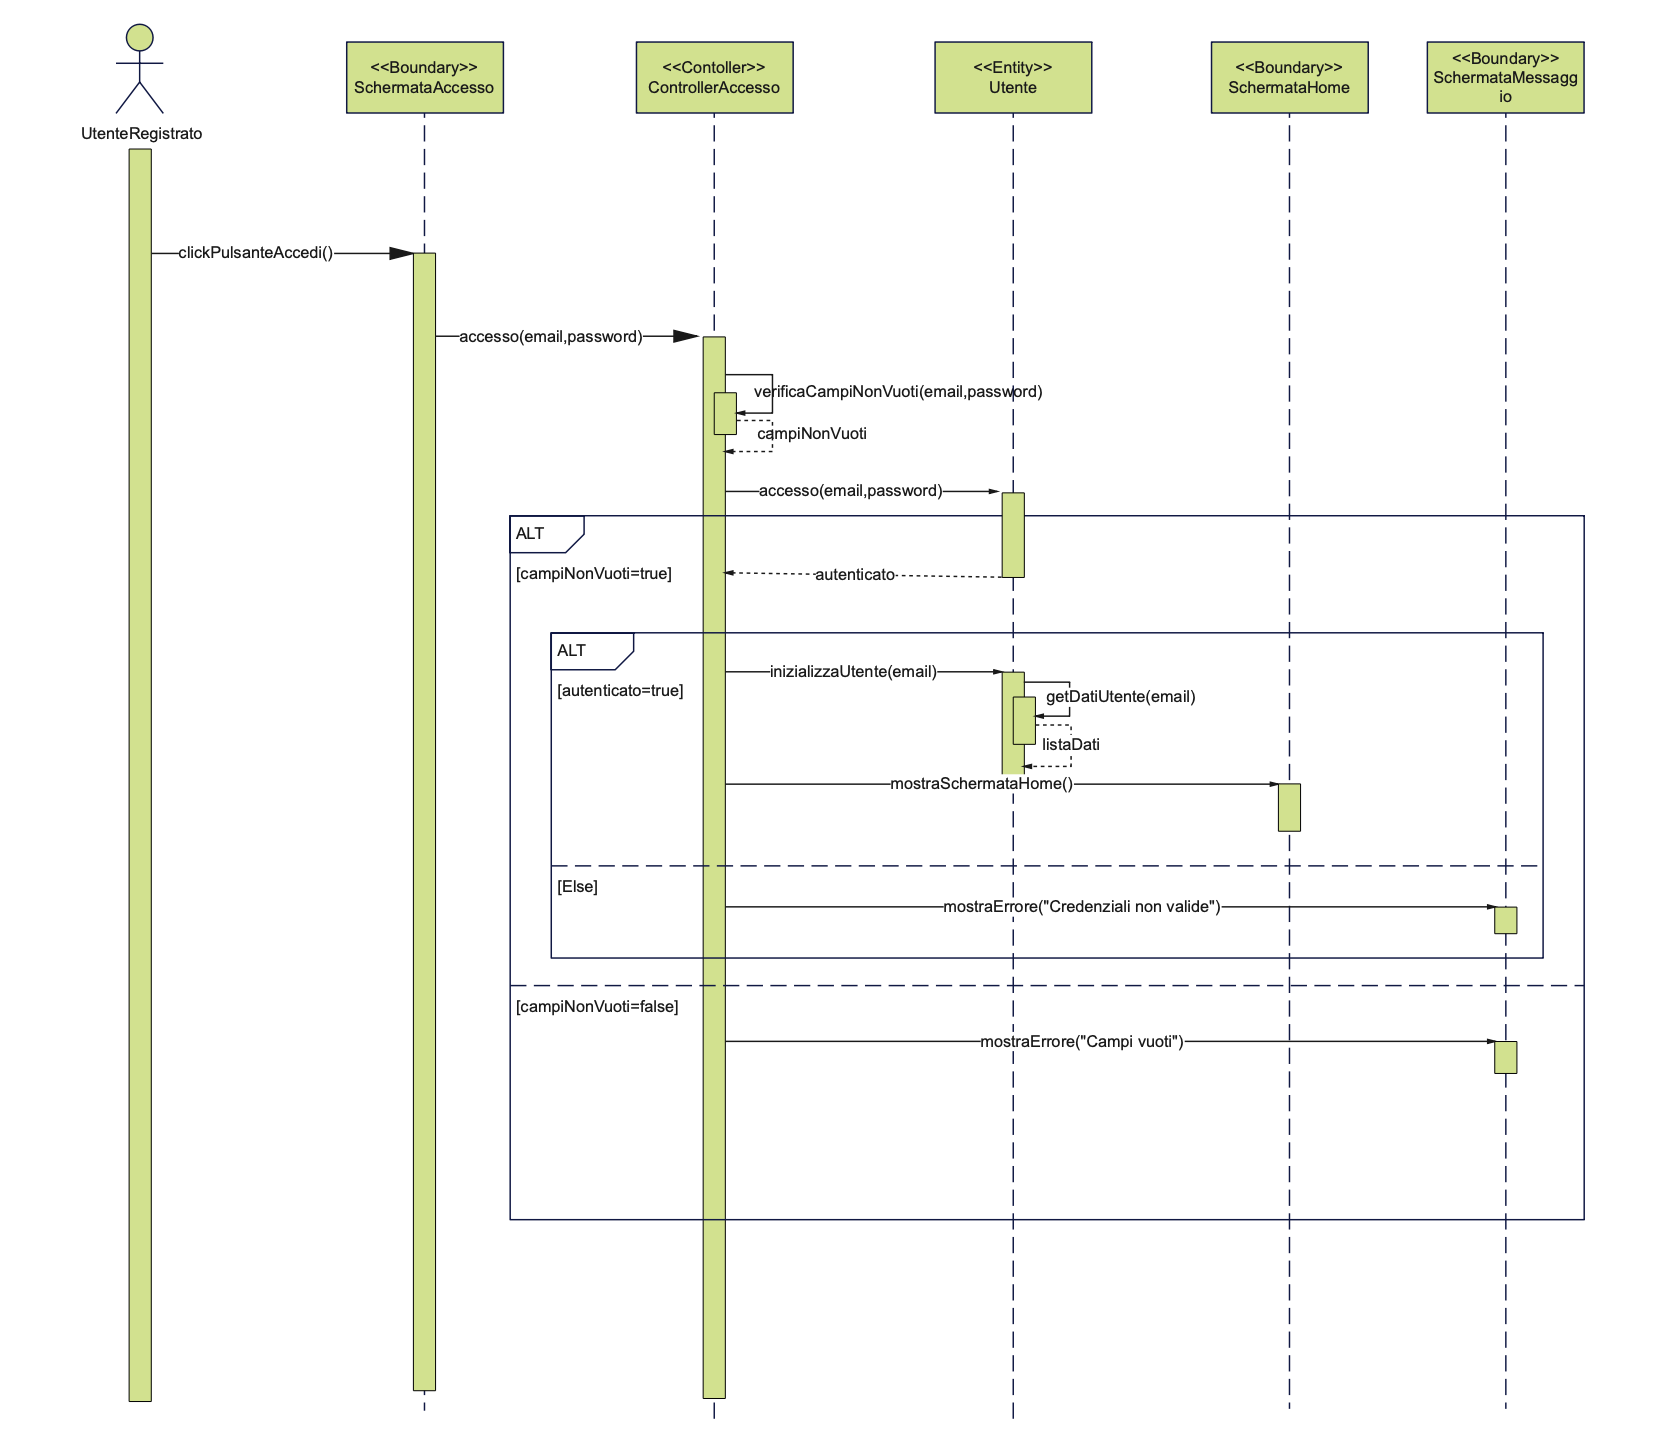 <<Boundary>>
SchermataAccesso
<<Contoller>>
ControllerAccesso
<<Entity>>
Utente
<<Boundary>>
SchermataHome
<<Boundary>>
SchermataMessagg
io
UtenteRegistrato
clickPulsanteAccedi()
accesso(email,password)
verificaCampiNonVuoti(email,password)
campiNonVuoti
accesso(email,password)
ALT
[campiNonVuoti=true]
autenticato
ALT
inizializzaUtente(email)
[autenticato=true]
getDatiUtente(email)
listaDati
mostraSchermataHome()
[Else]
mostraErrore("Credenziali non valide")
[campiNonVuoti=false]
mostraErrore("Campi vuoti")